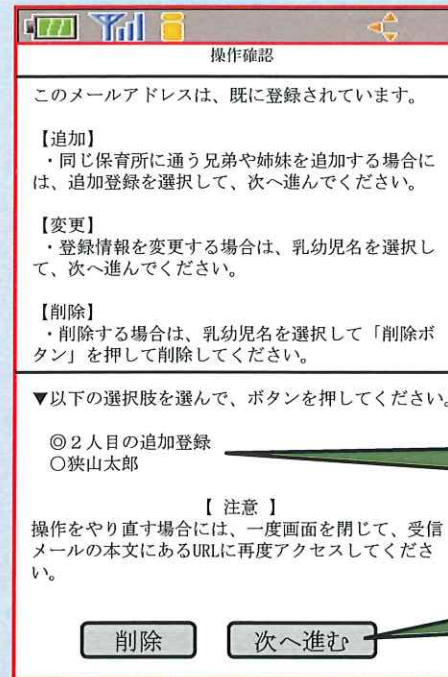 操作確認
このメールアドレスは、既に登録されています。
【追加】
・同じ保育所に通う兄弟や姉妹を追加する場合に
は、追加登録を選択して、次へ進んでください。
【変更】
・登録情報を変更する場合は、乳幼児名を選択し
て、次へ進んでください。
【削除】
・削除する場合は、乳幼児名を選択して「削除ボ
タン」を押して削除してください。
▼以下の選択肢を選んで、ボタンを押してください。
◎２人目の追加登録
○狭山太郎
【 注意 】
操作をやり直す場合には、一度画面を閉じて、受信
メールの本文にあるURLに再度アクセスしてくださ
い。
削除 次へ進む